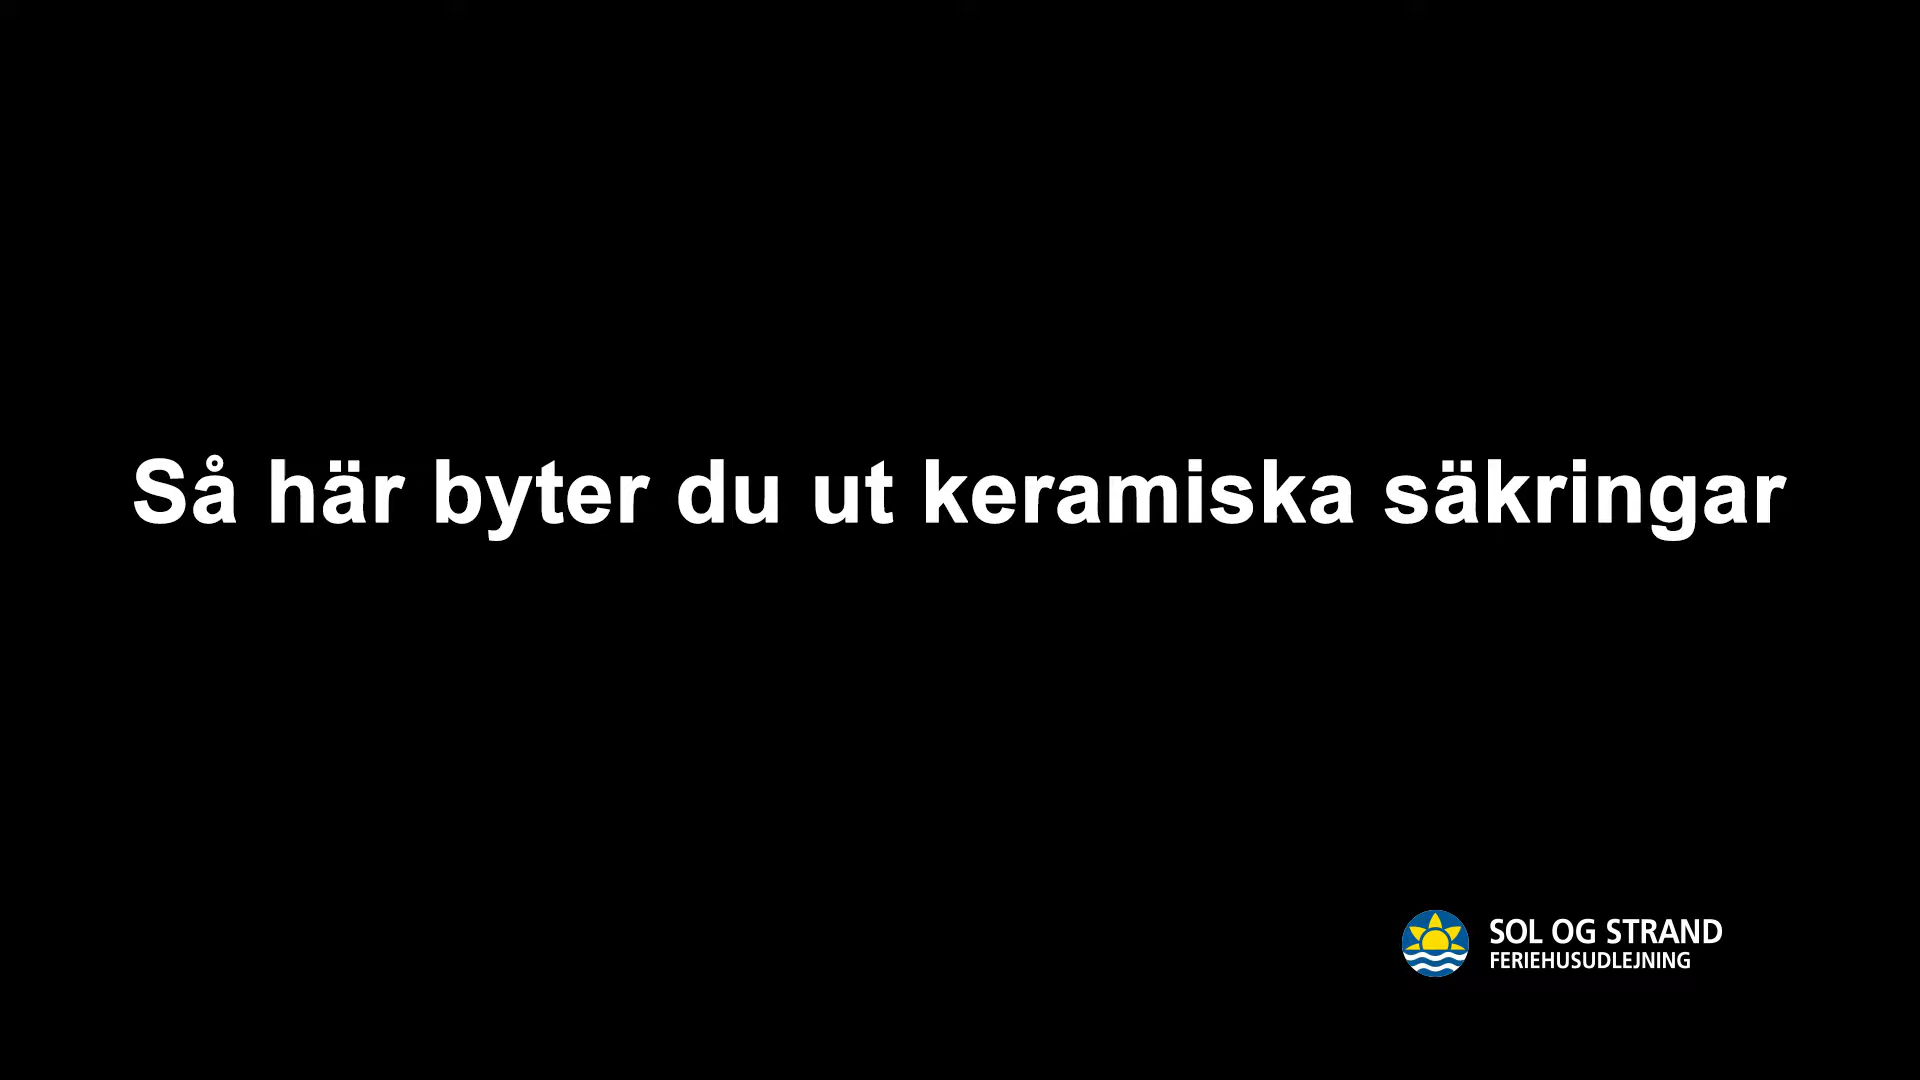 Så här byter du ut keramiska säkringar
SOL OG STRAND
FERIEHUSUDLEJNING